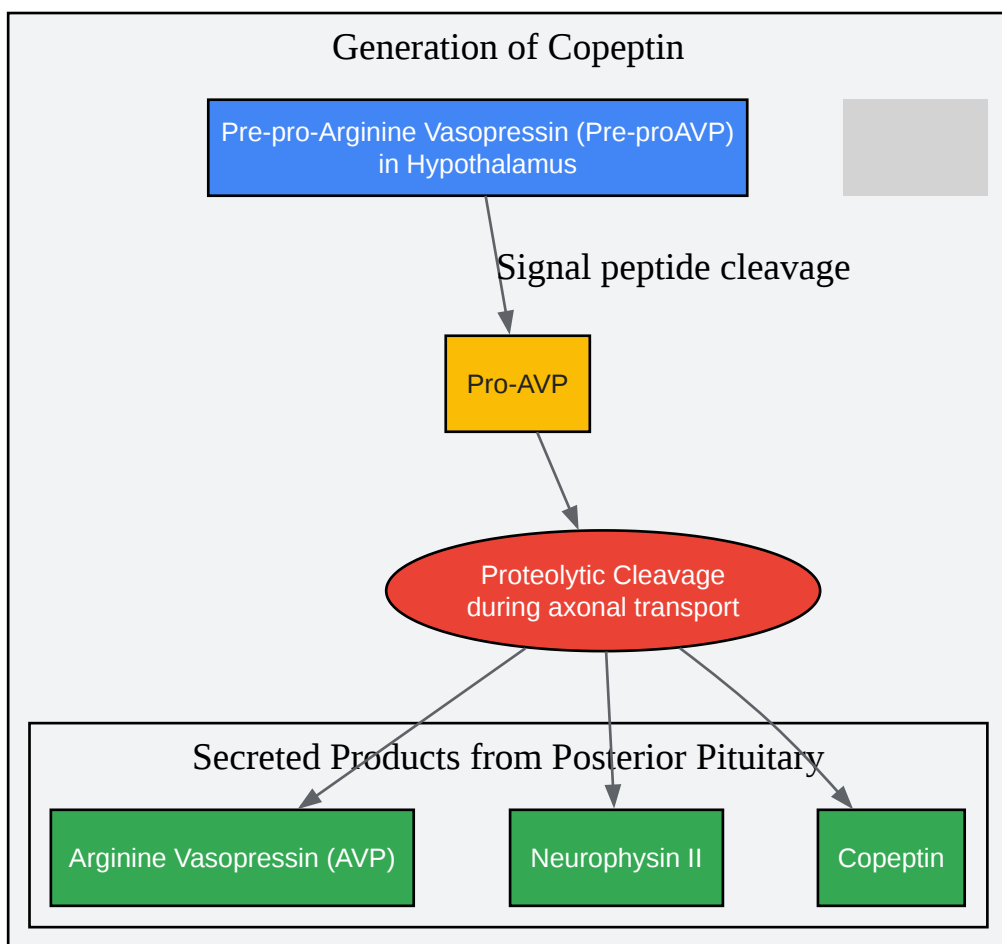 Generation of Copeptin
Pre-pro-Arginine Vasopressin (Pre-proAVP)
in Hypothalamus
Signal peptide cleavage
Pro-AVP
Proteolytic Cleavage
during axonal transport
Secreted Products from Posterior Pituitary
Arginine Vasopressin (AVP)
Neurophysin II
Copeptin